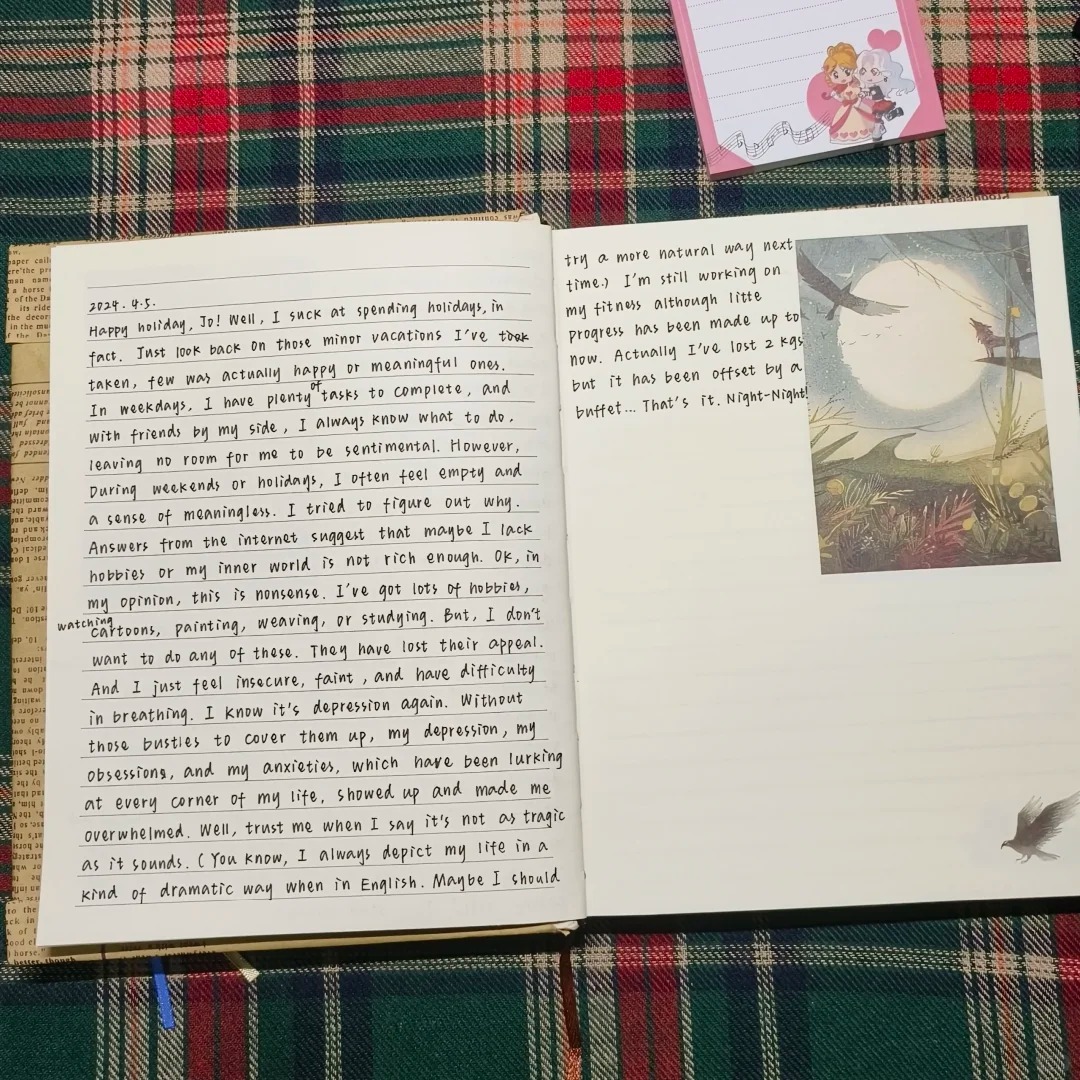 2024.4.5.
Happy holiday, Jo! Well, I suck at spending holidays, in
fact. Just look back on those minor vacations I've took
taken, few was actually happy or meaningful ones.
In weekdays, I have plenty of tasks to complete, and
with friends by my side, I always know what to do,
leaving no room for me to be sentimental. However,
During weekends or holidays, I often feel empty and
a sense of meaningless. I tried to figure out why.
Answers from the internet suggest that maybe I lack
hobbies or my inner world is not rich enough. OK, in
my opinion, this is nonsense. I've got lots of hobbies,
watching cartoons, painting, weaving, or studying. But, I don't
want to do any of these. They have lost their appeal.
And I just feel insecure, faint, and have difficulty
in breathing. I know it's depression again. Without
those busties to cover them up, my depression, my
obsessions, and my anxieties, which have been lurking
at every corner of my life, showed up and made me
overwhelmed. Well, trust me when I say it's not as tragic
as it sounds. (You know, I always depict my life in a
kind of dramatic way when in English. Maybe I should
try a more natural way next
time.) I'm still working on
my fitness although litte
progress has been made up to
now. Actually I've lost 2 kgs
but it has been offset by a
buffet... That's it. Night-Night!